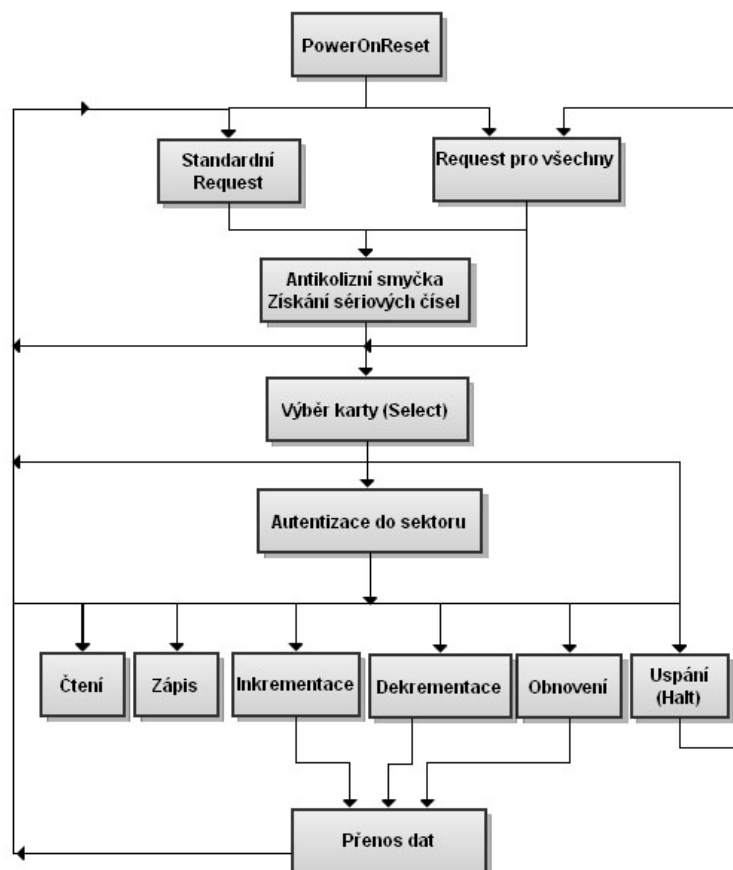 PowerOnReset
Standardní
Request
Request pro všechny
Antikolizní smyčka
Získání sériových čísel
Výběr karty (Select)
Autentizace do sektoru
Čtení
Zápis
Inkrementace
Dekrementace
Obnovení
Uspání
(Halt)
Přenos dat